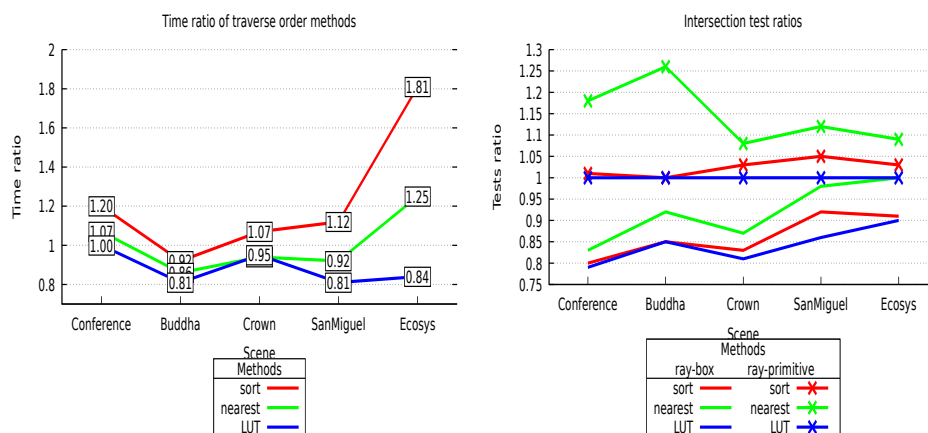 Time ratio of traverse order methods
2
1.8
1.6
1.4
1.2
1
0.8
Time ratio
1.20
1.07
1.00
0.92
0.86
0.81
1.07
0.95
1.12
0.92
0.81
1.81
1.25
0.84
Conference Buddha Crown SanMiguel Ecosys
Scene
Methods
sort
nearest
LUT
Intersection test ratios
1.3
1.25
1.2
1.15
1.1
1.05
1
0.95
0.9
0.85
0.8
0.75
Tests ratio
Conference Buddha Crown SanMiguel Ecosys
Scene
Methods
ray-box ray-primitive
sort sort
nearest nearest
LUT LUT